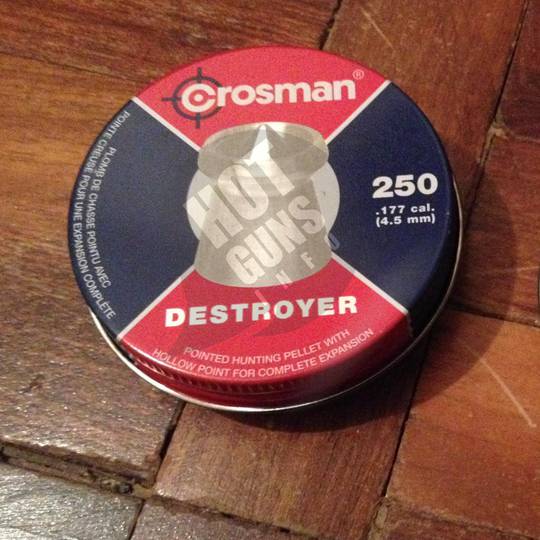 Crosman®
250
.177 cal.
(4.5 mm)
HOT
GUNS
INFO
DESTROYER
POINTED HUNTING PELLET WITH
HOLLOW POINT FOR COMPLETE EXPANSION
POINTE PLOMB DE CHASSE POINTU AVEC
CREUSE POUR UNE EXPANSION COMPLÈTE